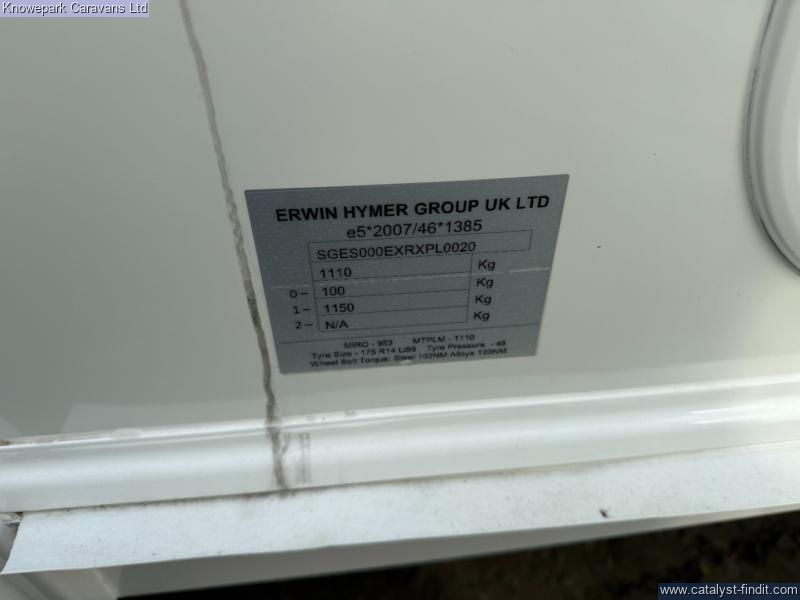 Knowepark Caravans Ltd
ERWIN HYMER GROUP UK LTD
e5*2007/46*1385
SGES000EXRXPL0020
1110 Kg
0- 100 Kg
1- 1150 Kg
2- N/A Kg
MIRO - 953 MTPLM - 1110
Tyre Size - 175 R14 LI99 Tyre Pressure - 48
Wheel Bolt Torque: Steel 102NM Alloys 130NM
www.catalyst-findit.com